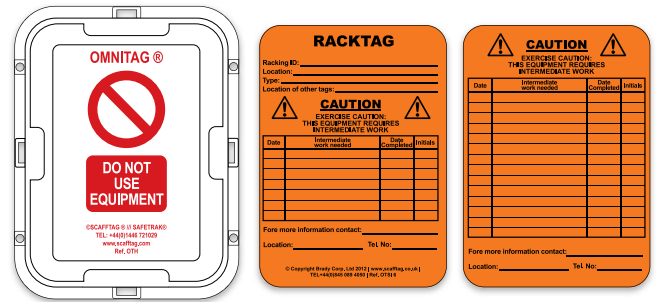 OMNITAG ®
DO NOT
USE
EQUIPMENT
©SCAFFTAG ® /// SAFETRAK®
TEL: +44(0)1446 721029
www.scafftag.com
Ref, OTH
RACKTAG
Racking ID:
Location:
Type:
Location of other tags:
CAUTION
EXERCISE CAUTION:
THIS EQUIPMENT REQUIRES
INTERMEDIATE WORK
Date Intermediate work needed Date Completed Initials
Fore more information contact:
Location: Tel. No:
© Copyright Brady Corp, Ltd 2012 | www.scafftag.co.uk |
TEL+44(0)845 089 4050 | Ref, OTSI 6
CAUTION
EXERCISE CAUTION:
THIS EQUIPMENT REQUIRES
INTERMEDIATE WORK
Date Intermediate work needed Date Completed Initials
Fore more information contact:
Location: Tel. No: